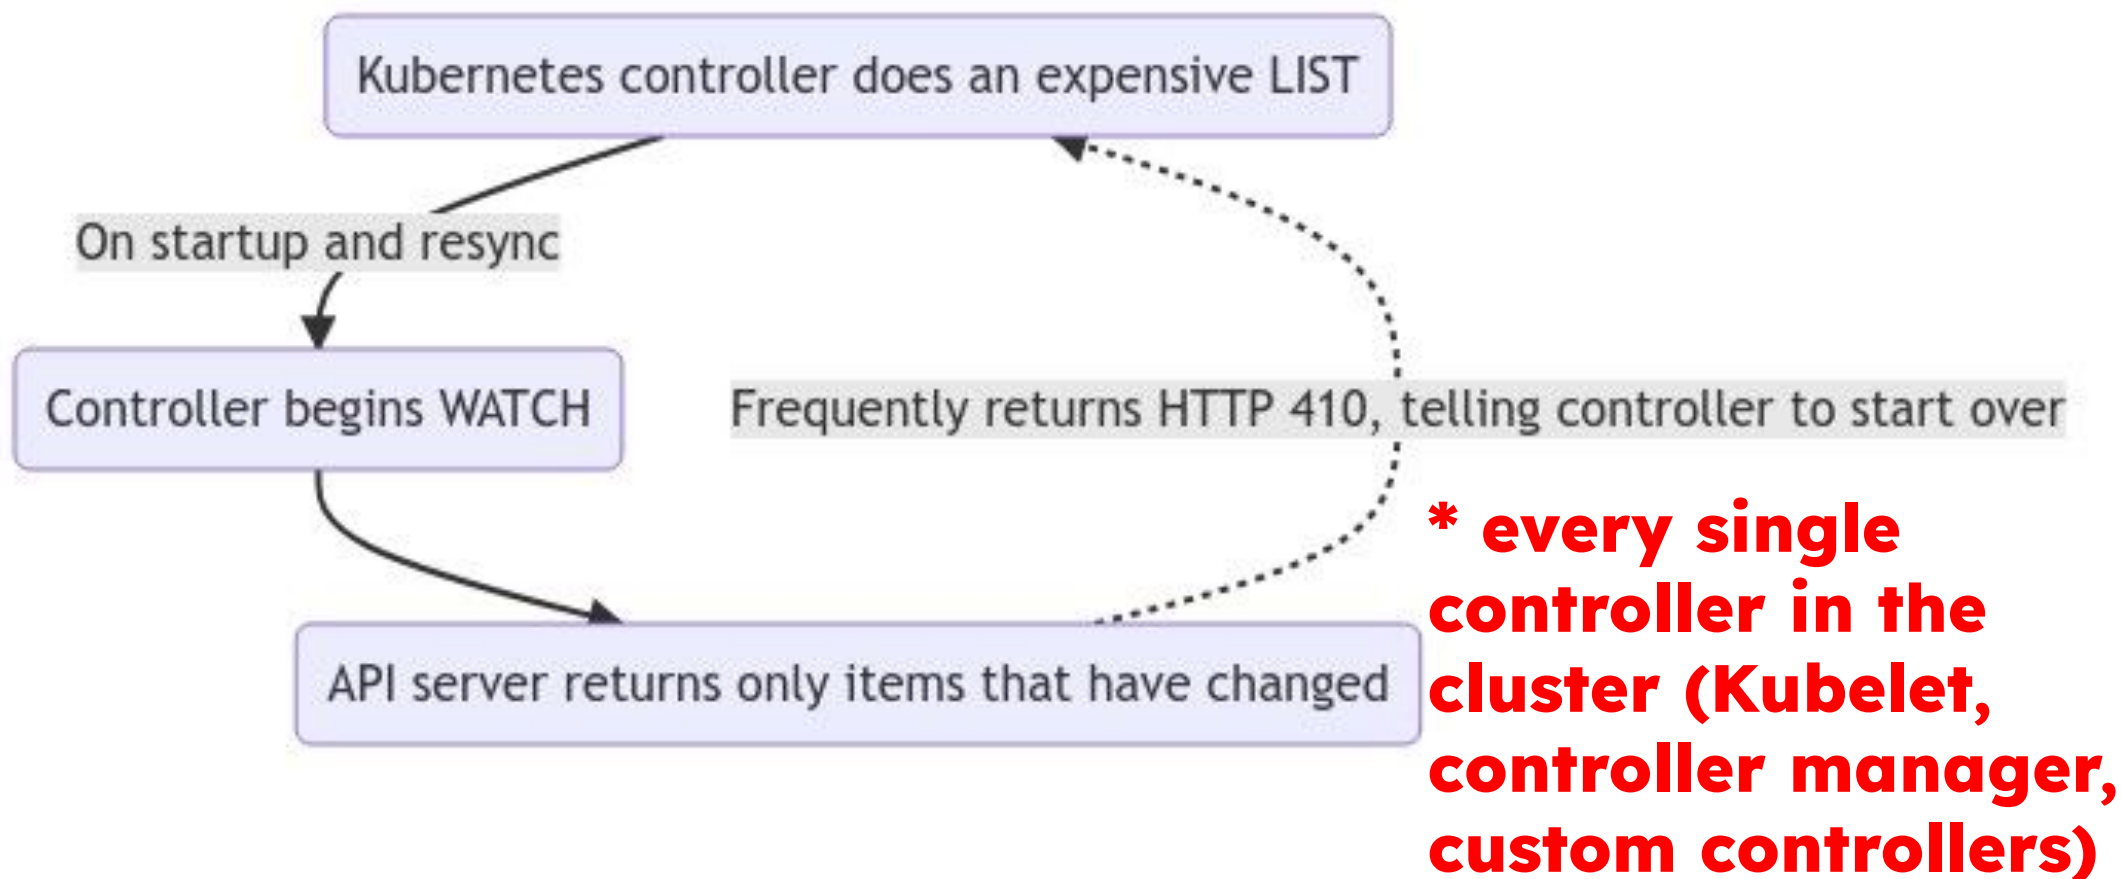 Kubernetes controller does an expensive LIST
On startup and resync
Controller begins WATCH
Frequently returns HTTP 410, telling controller to start over
API server returns only items that have changed
* every single
controller in the
cluster (Kubelet,
controller manager,
custom controllers)